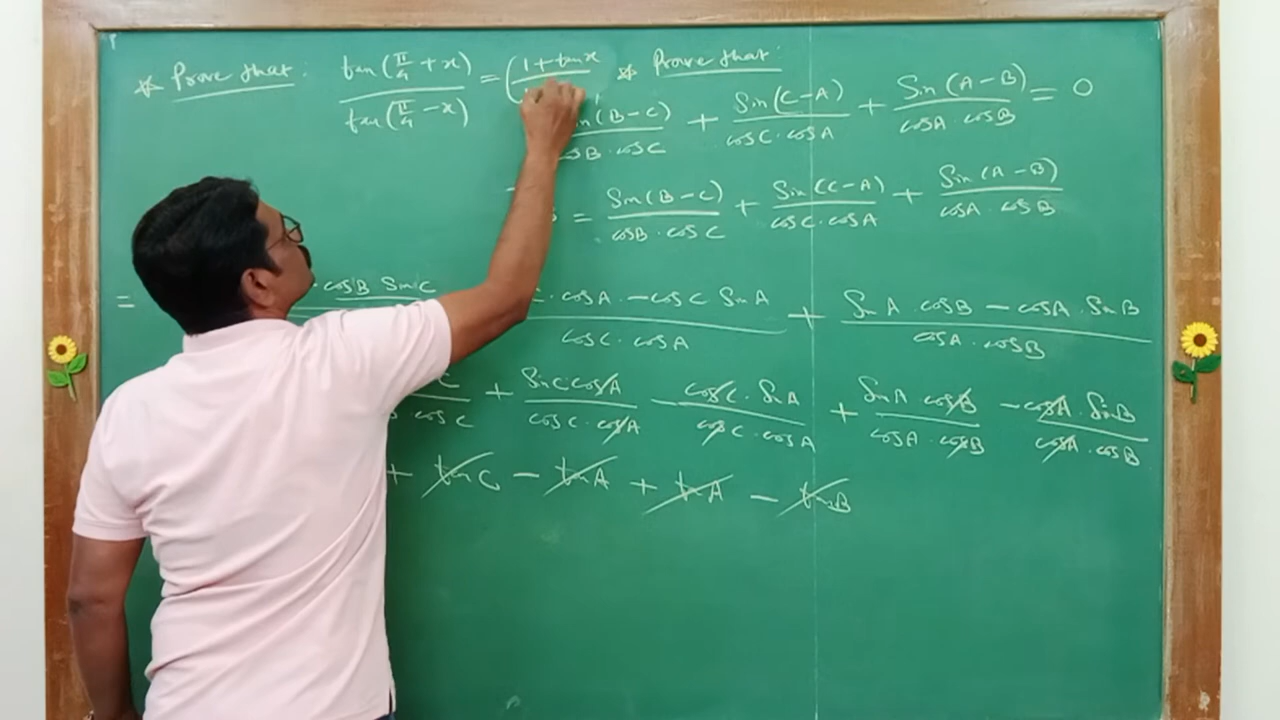 * Prove that: tan(π/4 + x) / tan(π/4 − x) = (1 + tan x
* Prove that:
(B − C) / cosB · cosC + Sin(C − A) / cosC · cosA + Sin(A − B) / cosA · cosB = 0
= Sin(B − C) / cosB · cosC + Sin(C − A) / cosC · cosA + Sin(A − B) / cosA · cosB
= · cosB SinC · cosA − cosC SinA / cosC · cosA + SinA · cosB − cosA · SinB / cosA · cosB
C / cosC + SinC cosA / cosC · cosA − cosC · SinA / cosC · cosA + SinA · cosB / cosA · cosB − cosA · SinB / cosA · cosB
+ tanC − tanA + tanA − tanB